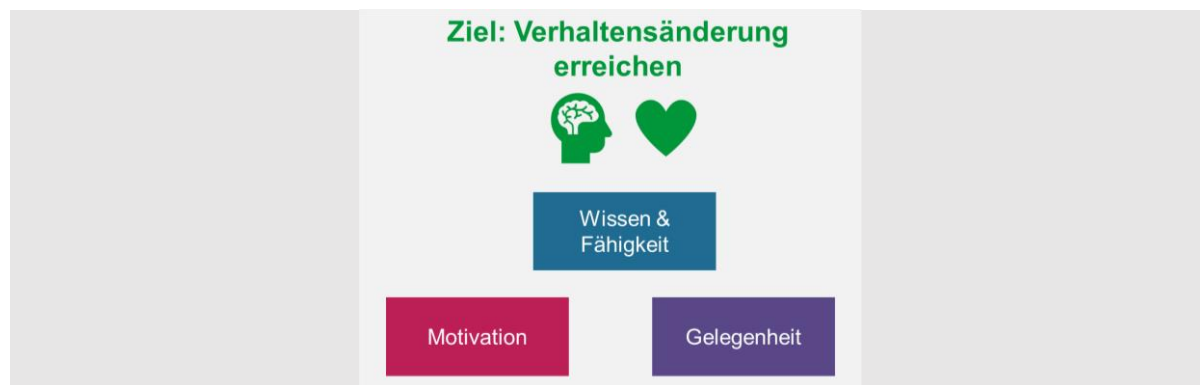 Ziel: Verhaltensänderung
erreichen
Wissen &
Fähigkeit
Motivation
Gelegenheit